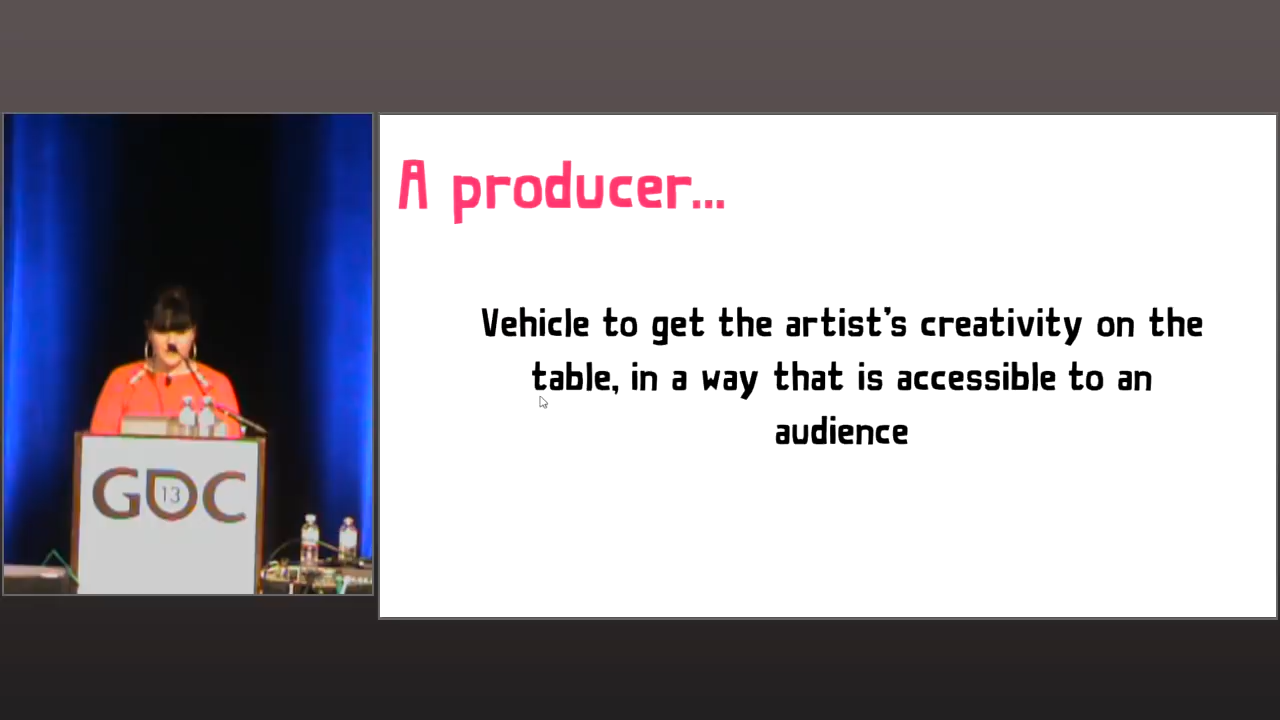 A producer...
Vehicle to get the artist's creativity on the
table, in a way that is accessible to an
audience
GDC
13